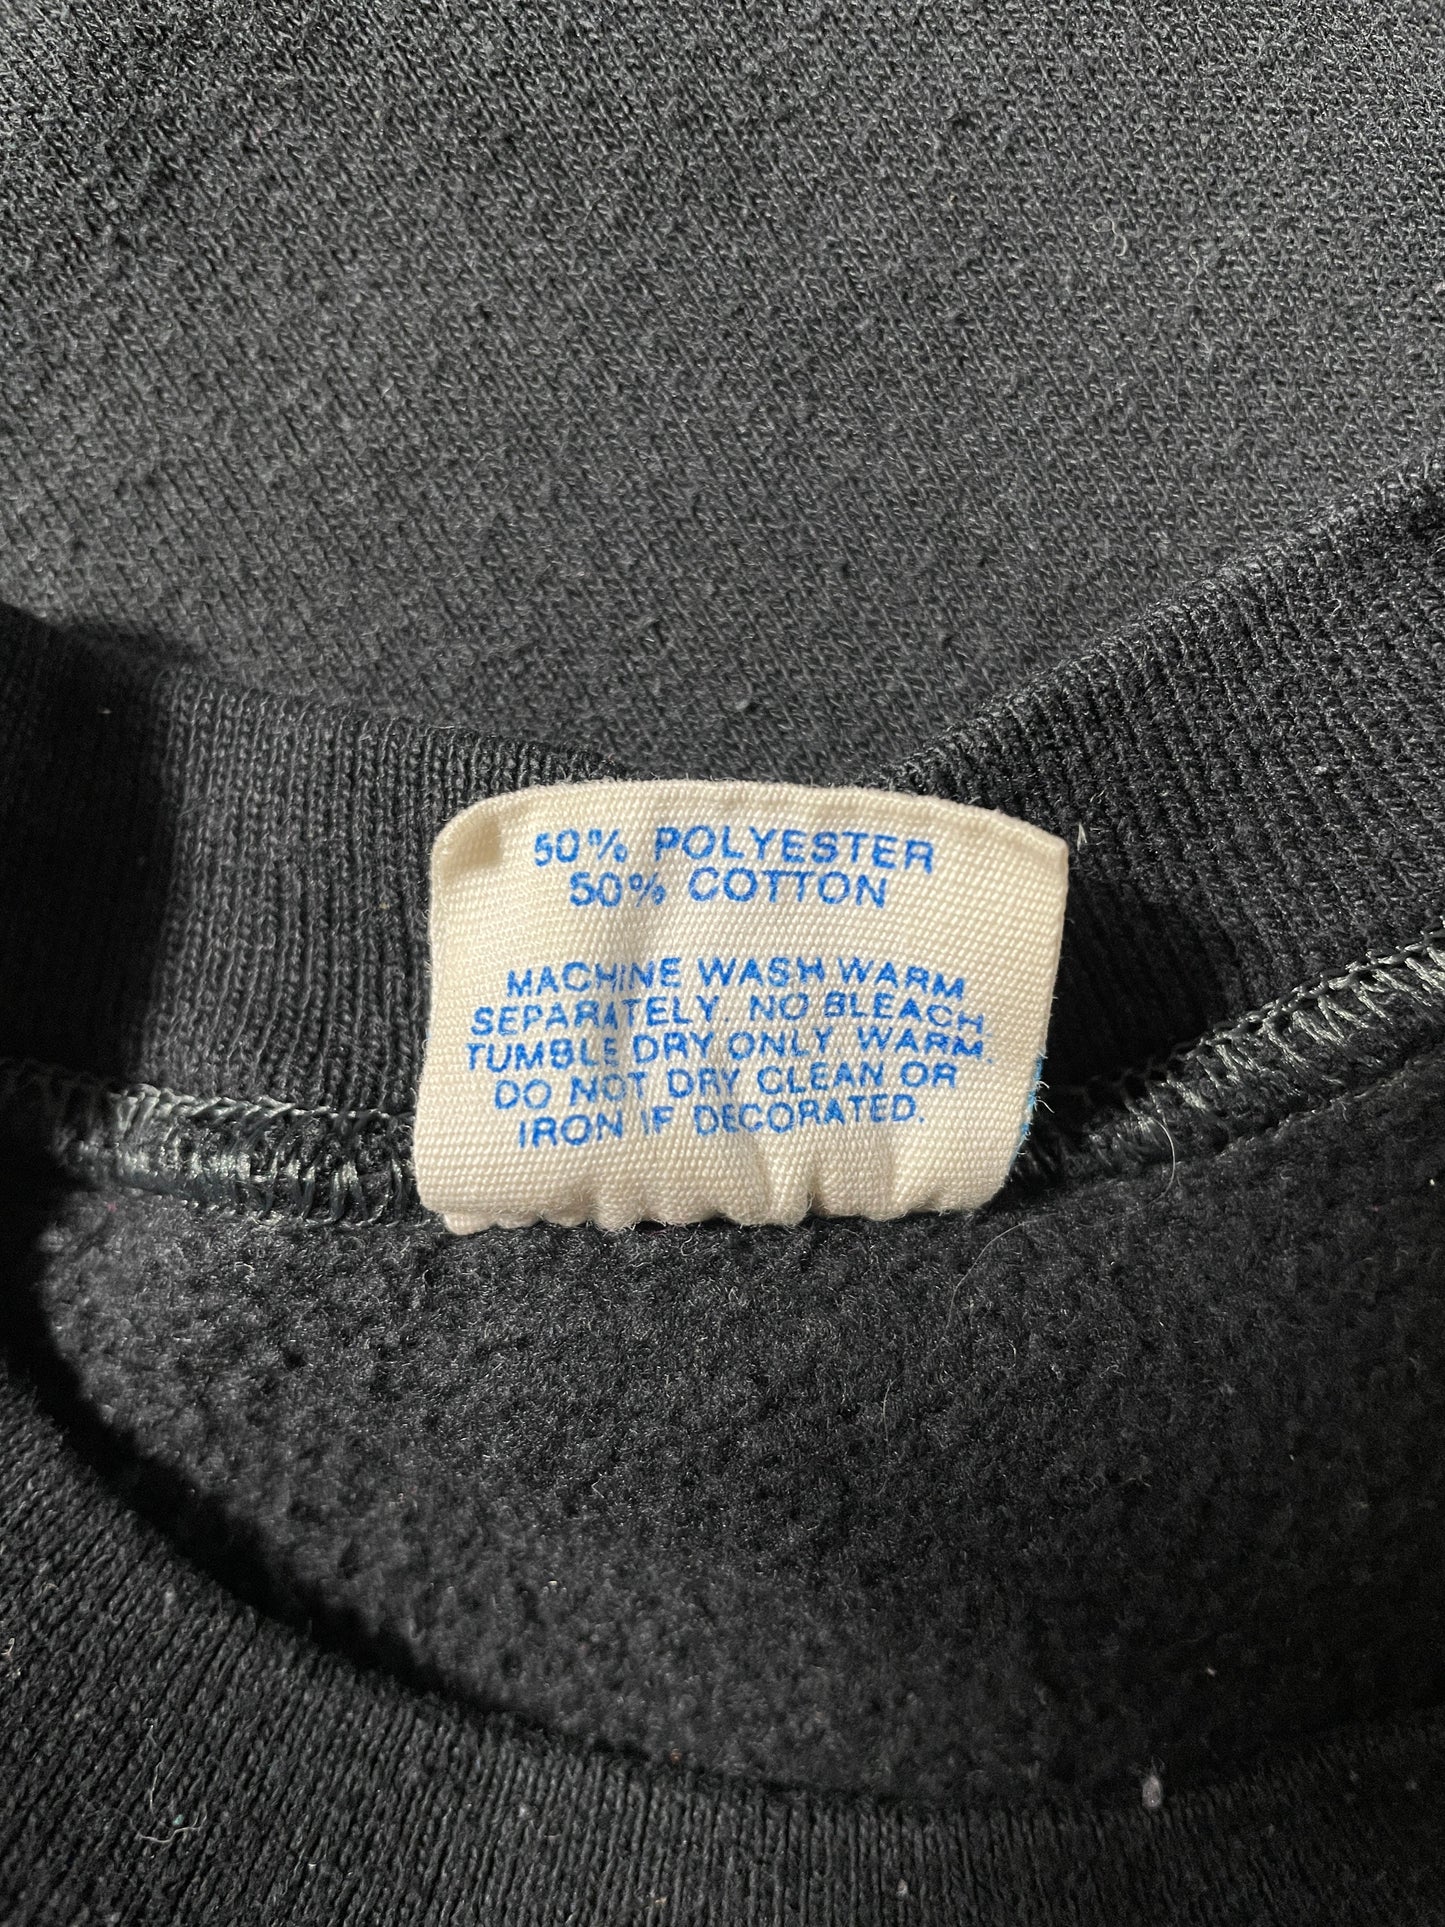 50% POLYESTER
50% COTTON
MACHINE WASH WARM
SEPARATELY NO BLEACH
TUMBLE DRY ONLY WARM.
DO NOT DRY CLEAN OR
IRON IF DECORATED.